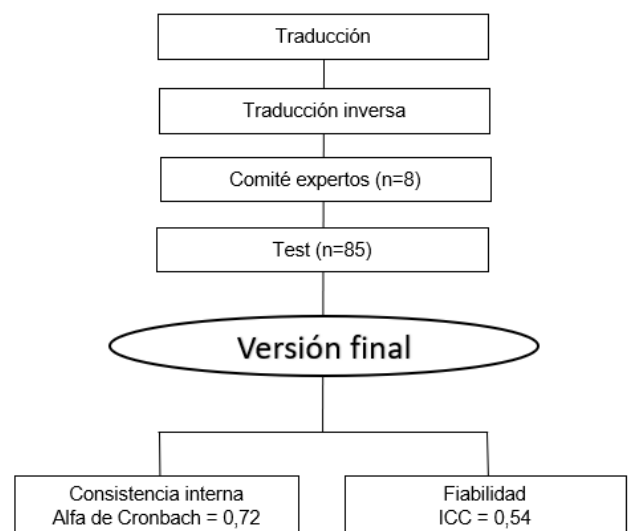 Traducción
Traducción inversa
Comité expertos (n=8)
Test (n=85)
Versión final
Consistencia interna
Alfa de Cronbach = 0,72
Fiabilidad
ICC = 0,54